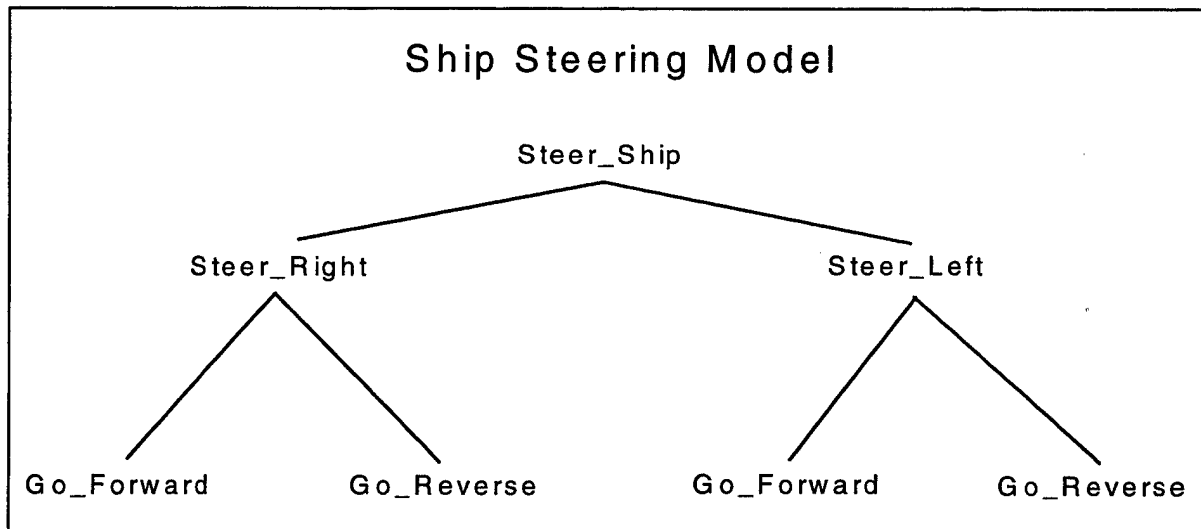 Ship Steering Model
Steer_Ship
Steer_Right Steer_Left
Go_Forward Go_Reverse Go_Forward Go_Reverse